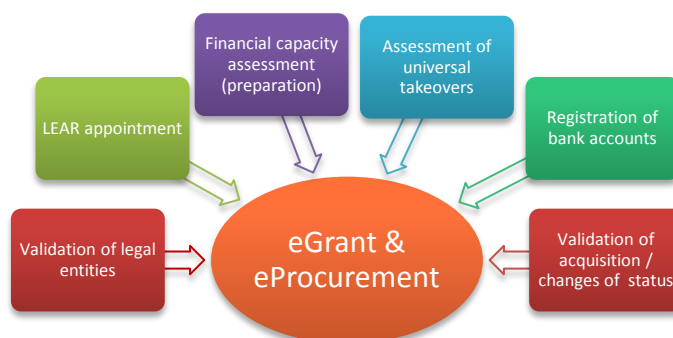 Financial capacity
assessment
(preparation)
Assessment of
universal
takeovers
LEAR appointment
Registration of
bank accounts
Validation of legal
entities
eGrant &
eProcurement
Validation of
acquisition /
changes of status